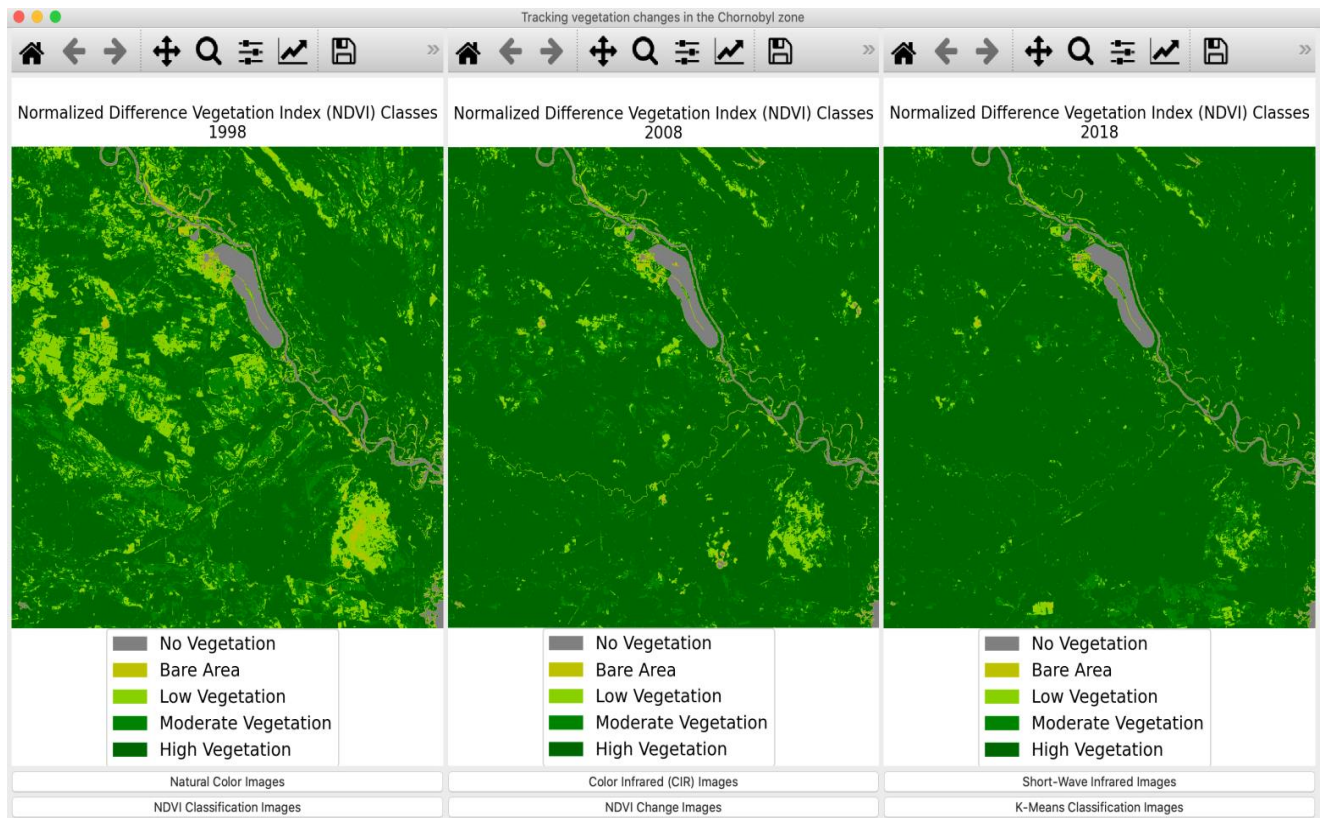 Tracking vegetation changes in the Chornobyl zone
»
»
»
Normalized Difference Vegetation Index (NDVI) Classes
1998
Normalized Difference Vegetation Index (NDVI) Classes
2008
Normalized Difference Vegetation Index (NDVI) Classes
2018
No Vegetation
Bare Area
Low Vegetation
Moderate Vegetation
High Vegetation
No Vegetation
Bare Area
Low Vegetation
Moderate Vegetation
High Vegetation
No Vegetation
Bare Area
Low Vegetation
Moderate Vegetation
High Vegetation
Natural Color Images
Color Infrared (CIR) Images
Short-Wave Infrared Images
NDVI Classification Images
NDVI Change Images
K-Means Classification Images